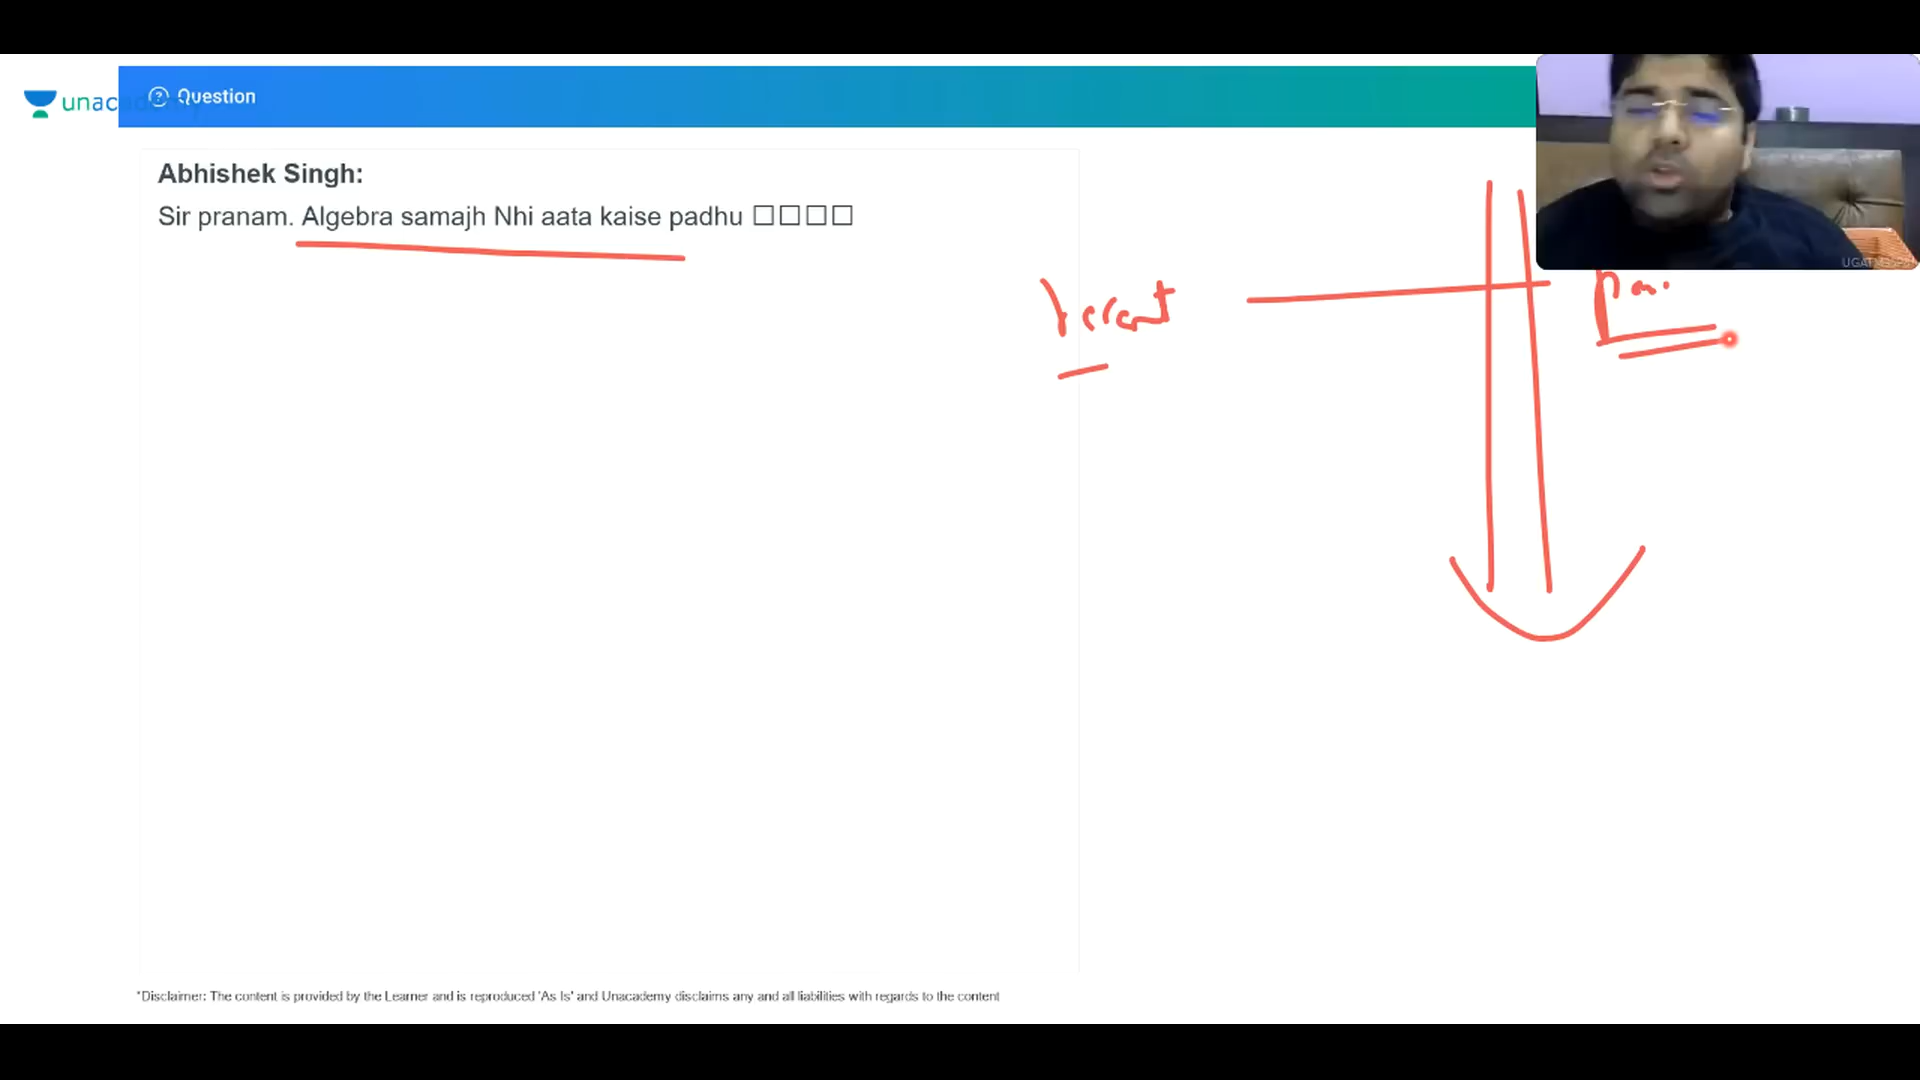 unacademy
Question
Abhishek Singh:
Sir pranam. Algebra samajh Nhi aata kaise padhu □□□□
*Disclaimer: The content is provided by the Learner and is reproduced 'As Is' and Unacademy disclaims any and all liabilities with regards to the content